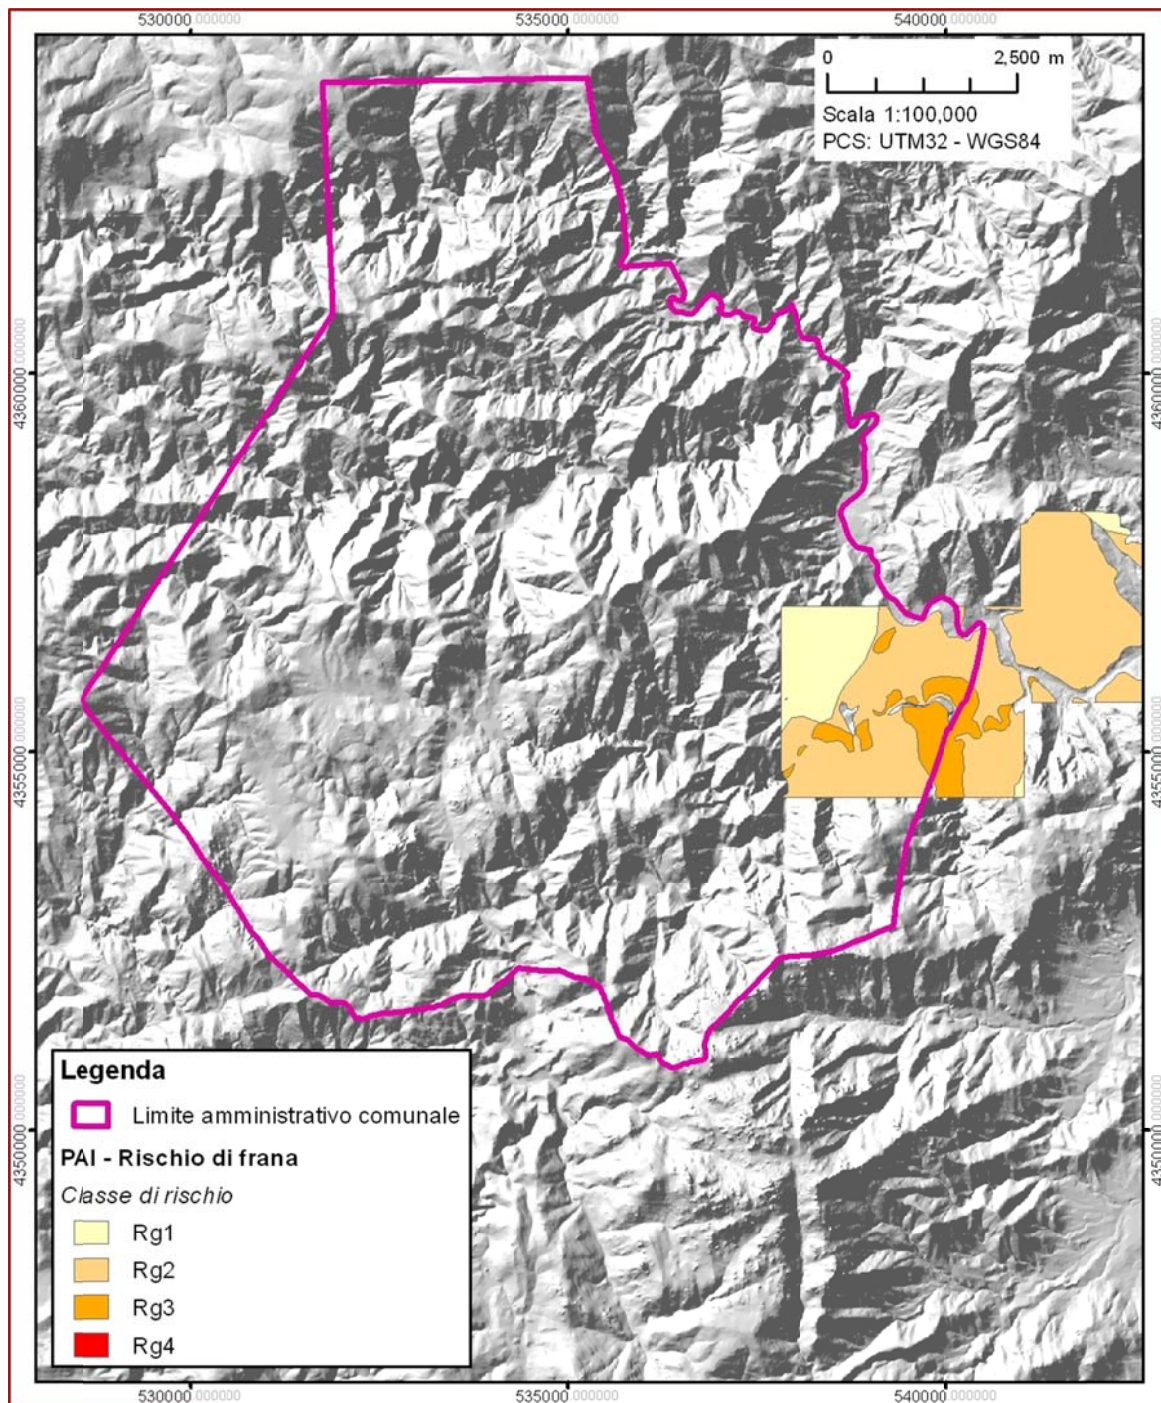 530000.000000 535000.000000 540000.000000
0 2,500 m
Scala 1:100,000
PCS: UTM32 - WGS84
4360000.000000 4360000.000000
4355000.000000 4355000.000000
4350000.000000 4350000.000000
Legenda
Limite amministrativo comunale
PAI - Rischio di frana
Classe di rischio
Rg1
Rg2
Rg3
Rg4
530000.000000 535000.000000 540000.000000